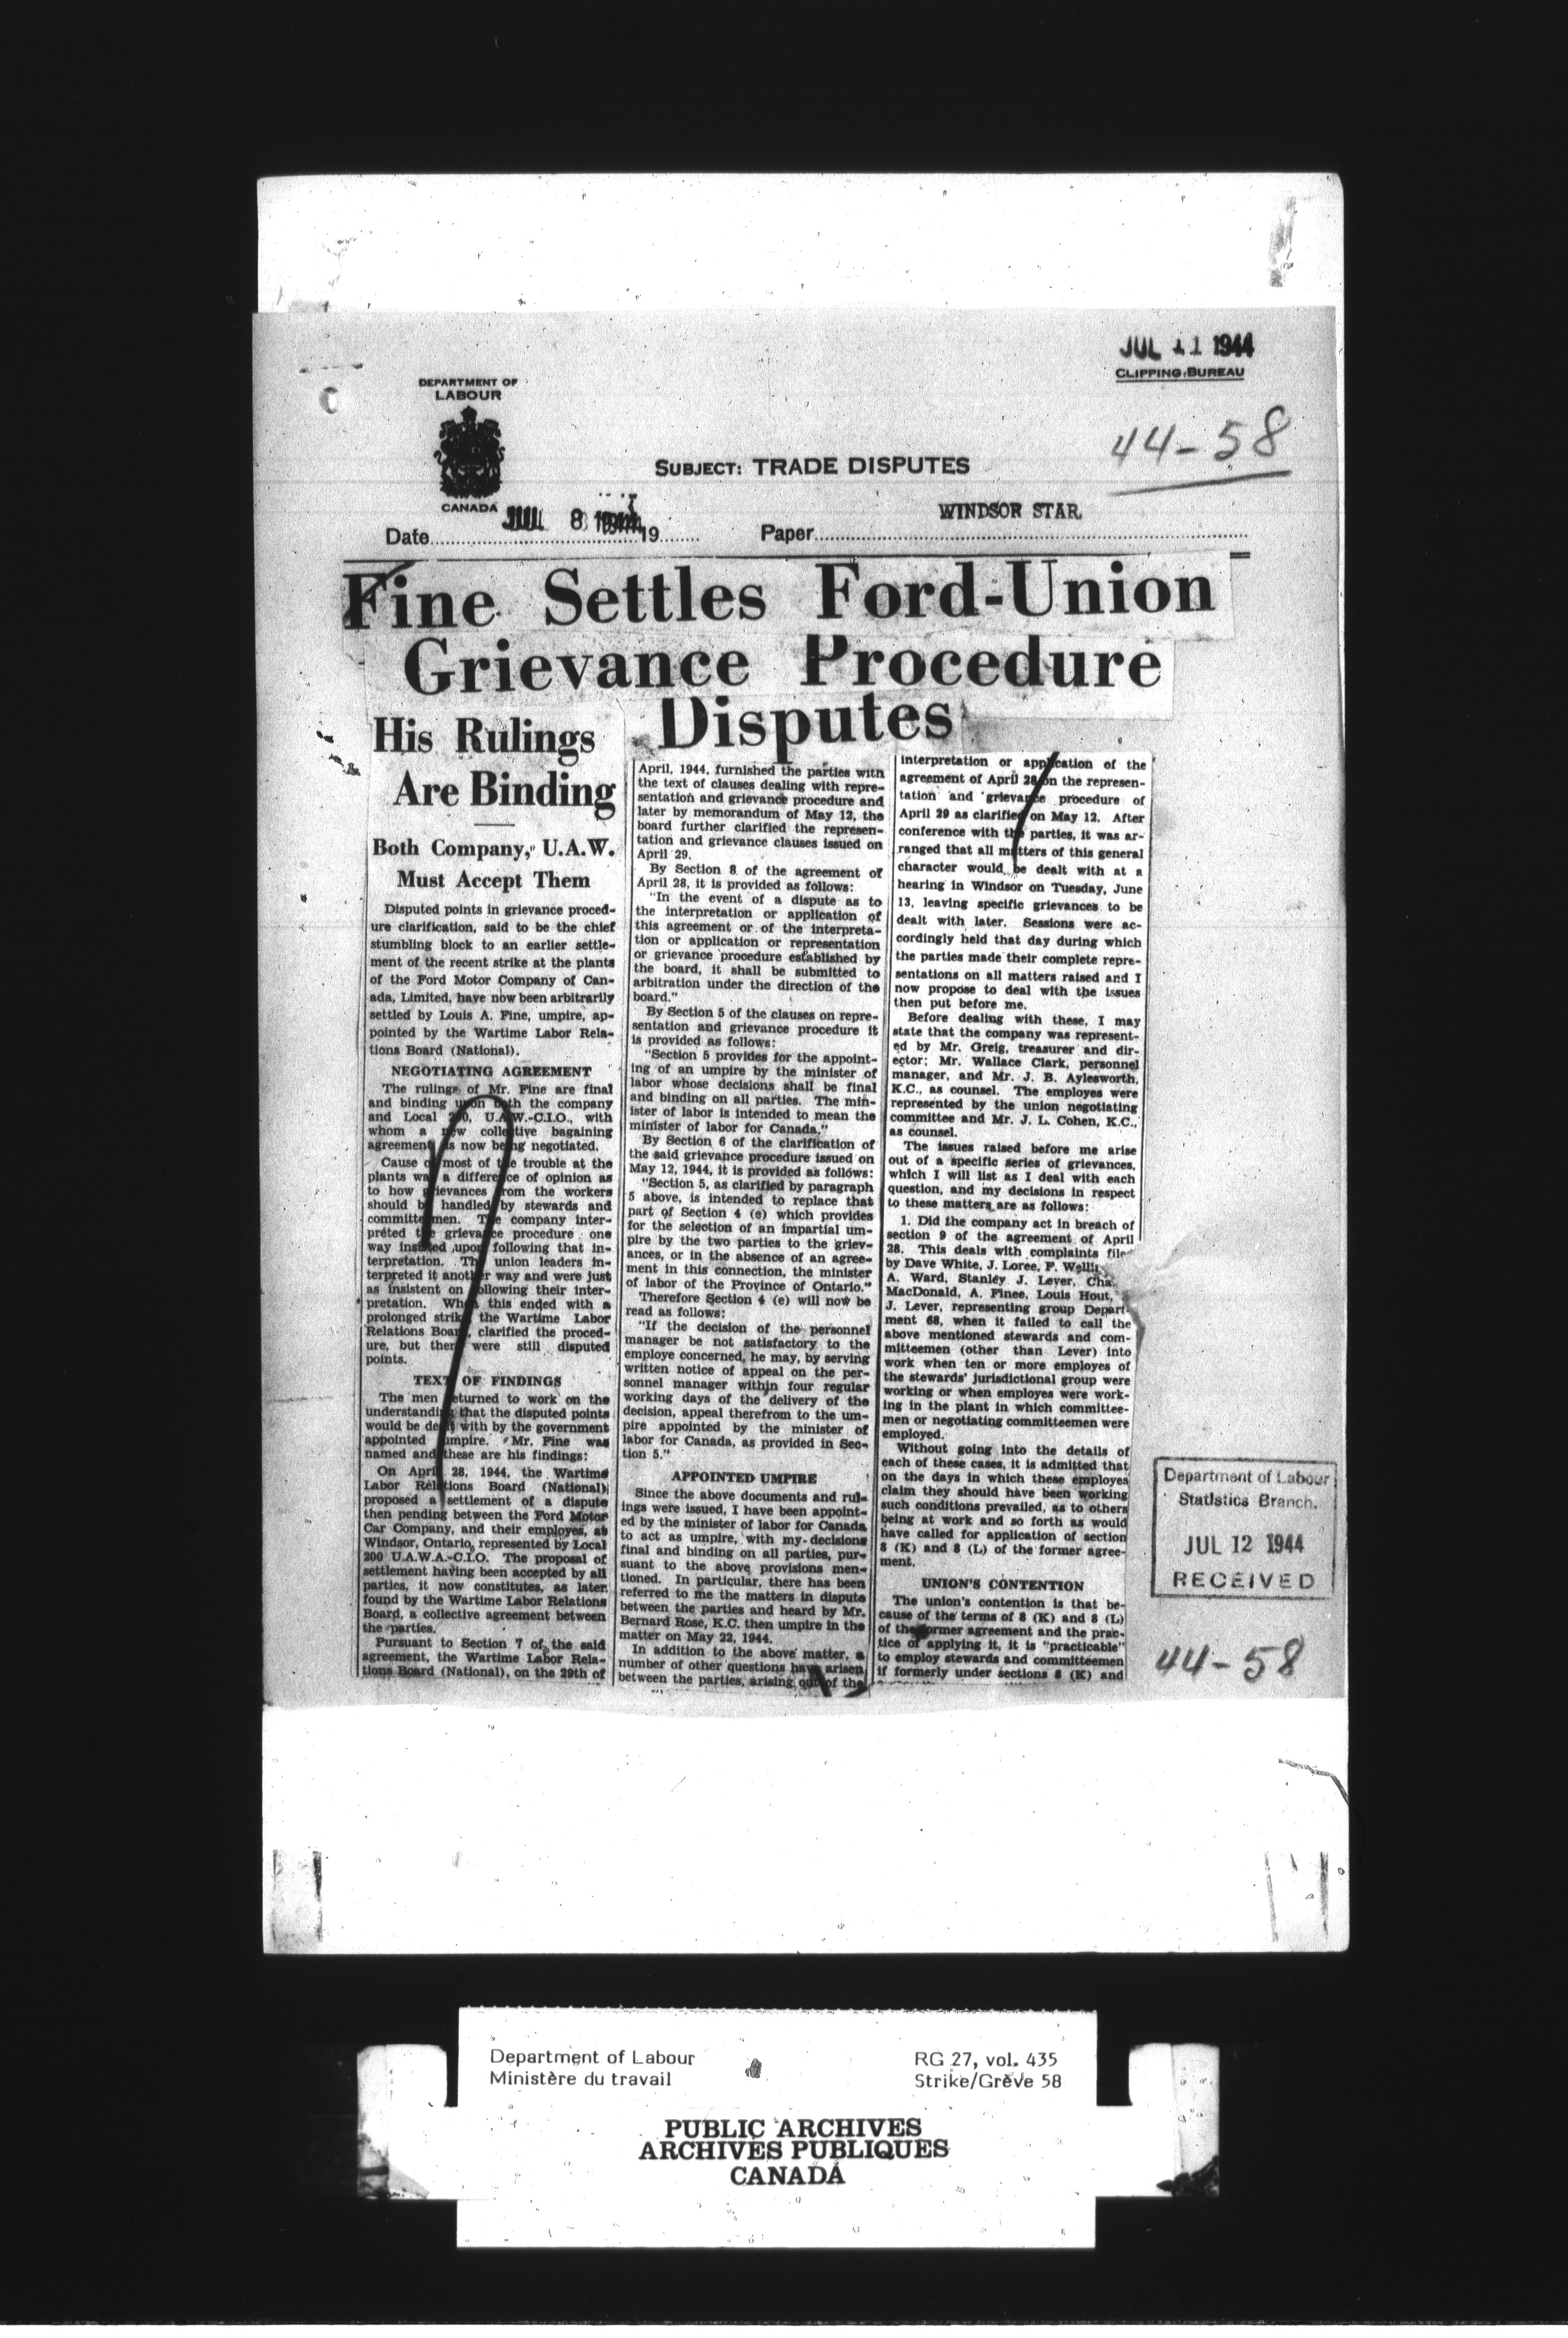 JUL 11 1944
CLIPPING BUREAU
DEPARTMENT OF
LABOUR
CANADA
44-58
SUBJECT: TRADE DISPUTES
WINDSOR STAR
Date JUL 8 1944 19
Paper
Fine Settles Ford-Union
Grievance Procedure
Disputes
His Rulings
Are Binding
Both Company, U.A.W.
Must Accept Them
Disputed points in grievance proced-
ure clarification, said to be the chief
stumbling block to an earlier settle-
ment of the recent strike at the plants
of the Ford Motor Company of Can-
ada, Limited, have now been arbitrarily
settled by Louis A. Fine, umpire, ap-
pointed by the Wartime Labor Rela-
tions Board (National).
NEGOTIATING AGREEMENT
The rulings of Mr. Fine are final
and binding upon both the company
and Local 200, U.A.W.-C.I.O., with
whom a new collective bagaining
agreement is now being negotiated.
Cause of most of the trouble at the
plants was a difference of opinion as
to how grievances from the workers
should be handled by stewards and
committeemen. The company inter-
preted the grievance procedure one
way insisted upon following that in-
terpretation. The union leaders in-
terpreted it another way and were just
as insistent on following their inter-
pretation. When this ended with a
prolonged strike the Wartime Labor
Relations Board, clarified the proced-
ure, but there were still disputed
points.
TEXT OF FINDINGS
The men returned to work on the
understanding that the disputed points
would be dealt with by the government
appointed umpire. Mr. Fine was
named and these are his findings:
On April 28, 1944, the Wartime
Labor Relations Board (National)
proposed a settlement of a dispute
then pending between the Ford Motor
Car Company, and their employes, at
Windsor, Ontario, represented by Local
200 U.A.W.A.-C.I.O. The proposal of
settlement having been accepted by all
parties, it now constitutes, as later
found by the Wartime Labor Relations
Board, a collective agreement between
the parties.
Pursuant to Section 7 of the said
agreement, the Wartime Labor Rela-
tions Board (National), on the 29th of
April, 1944, furnished the parties with
the text of clauses dealing with repre-
sentation and grievance procedure and
later by memorandum of May 12, the
board further clarified the represen-
tation and grievance clauses issued on
April 29.
By Section 8 of the agreement of
April 28, it is provided as follows:
"In the event of a dispute as to
the interpretation or application of
this agreement or of the interpreta-
tion or application or representation
or grievance procedure established by
the board, it shall be submitted to
arbitration under the direction of the
board."
By Section 5 of the clauses on repre-
sentation and grievance procedure it
is provided as follows:
"Section 5 provides for the appoint-
ing of an umpire by the minister of
labor whose decisions shall be final
and binding on all parties. The min-
ister of labor is intended to mean the
minister of labor for Canada."
By Section 6 of the clarification of
the said grievance procedure issued on
May 12, 1944, it is provided as follows:
"Section 5, as clarified by paragraph
5 above, is intended to replace that
part of Section 4 (e) which provides
for the selection of an impartial um-
pire by the two parties to the griev-
ances, or in the absence of an agree-
ment in this connection, the minister
of labor of the Province of Ontario."
Therefore Section 4 (e) will now be
read as follows:
"If the decision of the personnel
manager be not satisfactory to the
employe concerned, he may, by serving
written notice of appeal on the per-
sonnel manager within four regular
working days of the delivery of the
decision, appeal therefrom to the um-
pire appointed by the minister of
labor for Canada, as provided in Sec-
tion 5."
APPOINTED UMPIRE
Since the above documents and rul-
ings were issued, I have been appoint-
ed by the minister of labor for Canada
to act as umpire, with my decisions
final and binding on all parties, pur-
suant to the above provisions men-
tioned. In particular, there has been
referred to me the matters in dispute
between the parties and heard by Mr.
Bernard Rose, K.C. then umpire in the
matter on May 22, 1944.
In addition to the above matter, a
number of other questions have arisen
between the parties, arising out of the
interpretation or application of the
agreement of April 28 on the represen-
tation and grievance procedure of
April 29 as clarified on May 12. After
conference with the parties, it was ar-
ranged that all matters of this general
character would be dealt with at a
hearing in Windsor on Tuesday, June
13, leaving specific grievances to be
dealt with later. Sessions were ac-
cordingly held that day during which
the parties made their complete repre-
sentations on all matters raised and I
now propose to deal with the issues
then put before me.
Before dealing with these, I may
state that the company was represent-
ed by Mr. Greig, treasurer and dir-
ector; Mr. Wallace Clark, personnel
manager, and Mr. J. B. Aylesworth,
K.C., as counsel. The employes were
represented by the union negotiating
committee and Mr. J. L. Cohen, K.C.,
as counsel.
The issues raised before me arise
out of a specific series of grievances,
which I will list as I deal with each
question, and my decisions in respect
to these matters are as follows:
1. Did the company act in breach of
section 9 of the agreement of April
28. This deals with complaints
by Dave White, J. Loree, F.
A. Ward, Stanley J. Lever,
MacDonald, A. Finee, Louis Hout,
J. Lever, representing group Depart-
ment 68, when it failed to call the
above mentioned stewards and com-
mitteemen (other than Lever) into
work when ten or more employes of
the stewards' jurisdictional group were
working or when employes were work-
ing in the plant in which committee-
men or negotiating committeemen were
employed.
Without going into the details of
each of these cases, it is admitted that
on the days in which these employes
claim they should have been working
such conditions prevailed, as to others
being at work and so forth as would
have called for application of section
8 (K) and 8 (L) of the former agree-
ment.
UNION'S CONTENTION
The union's contention is that be-
cause of the terms of 8 (K) and 8 (L)
of the former agreement and the prac-
tice of applying it, it is "practicable"
to employ stewards and committeemen
if formerly under sections 8 (K) and
Department of Labour
Statistics Branch.
JUL 12 1944
RECEIVED
44-58
Department of Labour
Ministère du travail
RG 27, vol. 435
Strike/Grève 58
PUBLIC ARCHIVES
ARCHIVES PUBLIQUES
CANADA